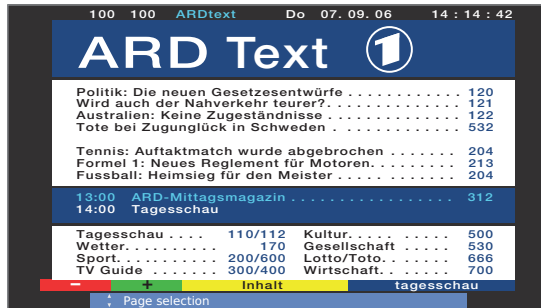 100 100 ARDtext Do 07. 09. 06 14 : 14 : 42
ARD Text 1
Politik: Die neuen Gesetzesentwürfe . . . . . . . . . . . . 120
Wird auch der Nahverkehr teurer?. . . . . . . . . . . . . . 121
Australien: Keine Zugeständnisse . . . . . . . . . . . . . . 122
Tote bei Zugunglück in Schweden . . . . . . . . . . . . . 532
Tennis: Auftaktmatch wurde abgebrochen . . . . . . . 204
Formel 1: Neues Reglement für Motoren. . . . . . . . . 213
Fussball: Heimsieg für den Meister . . . . . . . . . . . . 204
13:00 ARD-Mittagsmagazin . . . . . . . . . . . . . . . . . 312
14:00 Tagesschau
Tagesschau . . . . 110/112 Kultur. . . . . . 500
Wetter. . . . . . . . . . 170 Gesellschaft . . . 530
Sport. . . . . . . . . 200/600 Lotto/Toto. . . . 666
TV Guide . . . . . . 300/400 Wirtschaft. . . . 700
− + Inhalt tagesschau
Page selection